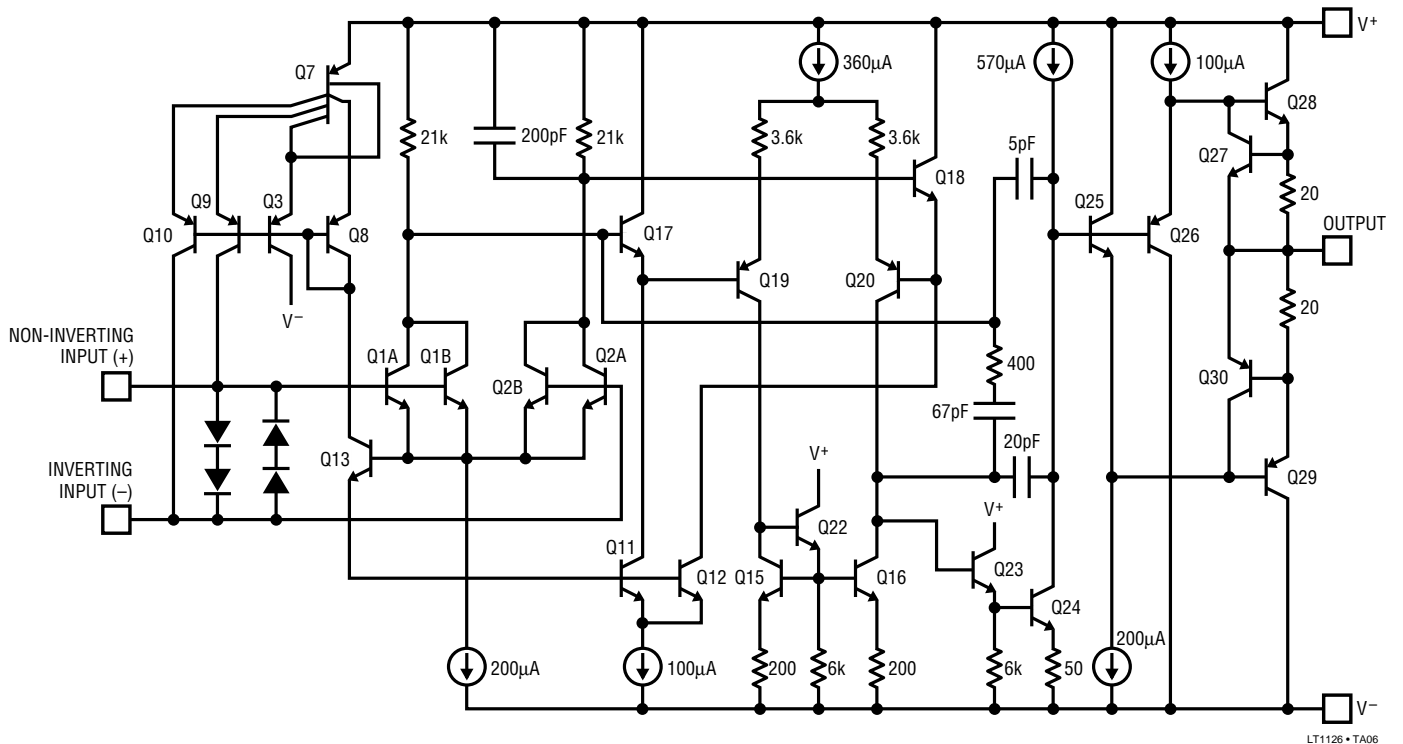 V+
360µA
570µA
100µA
Q7
Q28
21k
200pF
21k
3.6k
3.6k
5pF
Q27
Q18
20
Q9
Q3
Q25
OUTPUT
Q10
Q8
Q17
Q26
Q19
Q20
20
V–
NON-INVERTING
INPUT (+)
Q1A
Q1B
Q2A
400
Q2B
Q30
67pF
20pF
Q13
V+
INVERTING
INPUT (–)
Q29
V+
Q22
Q11
Q12
Q15
Q16
Q23
Q24
200µA
200µA
100µA
200
6k
200
6k
50
V–
LT1126 • TA06